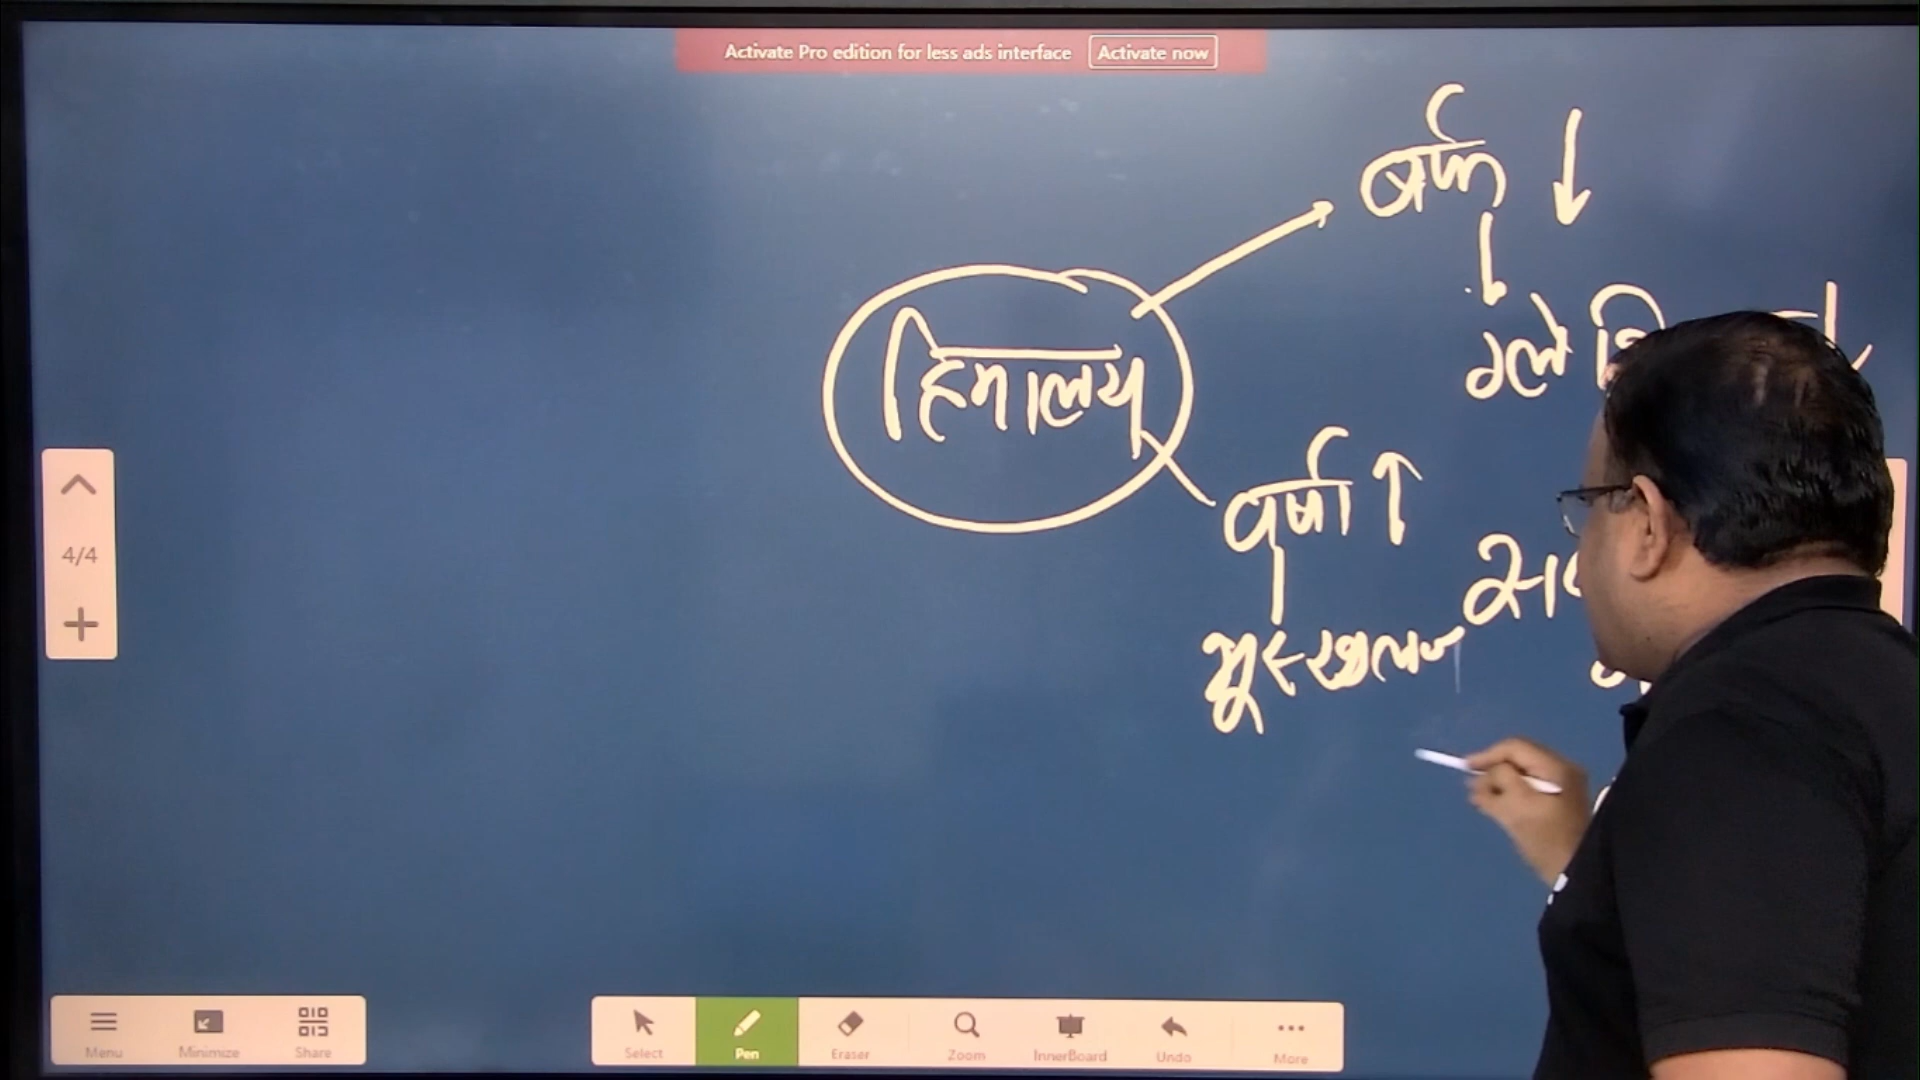 Activate Pro edition for less ads interface Activate now
बर्फ ↓
↓
हिमालय
वर्षा ↑
भूस्खलन
4/4
Menu Minimize Share
Select Pen Eraser Zoom InnerBoard Undo More